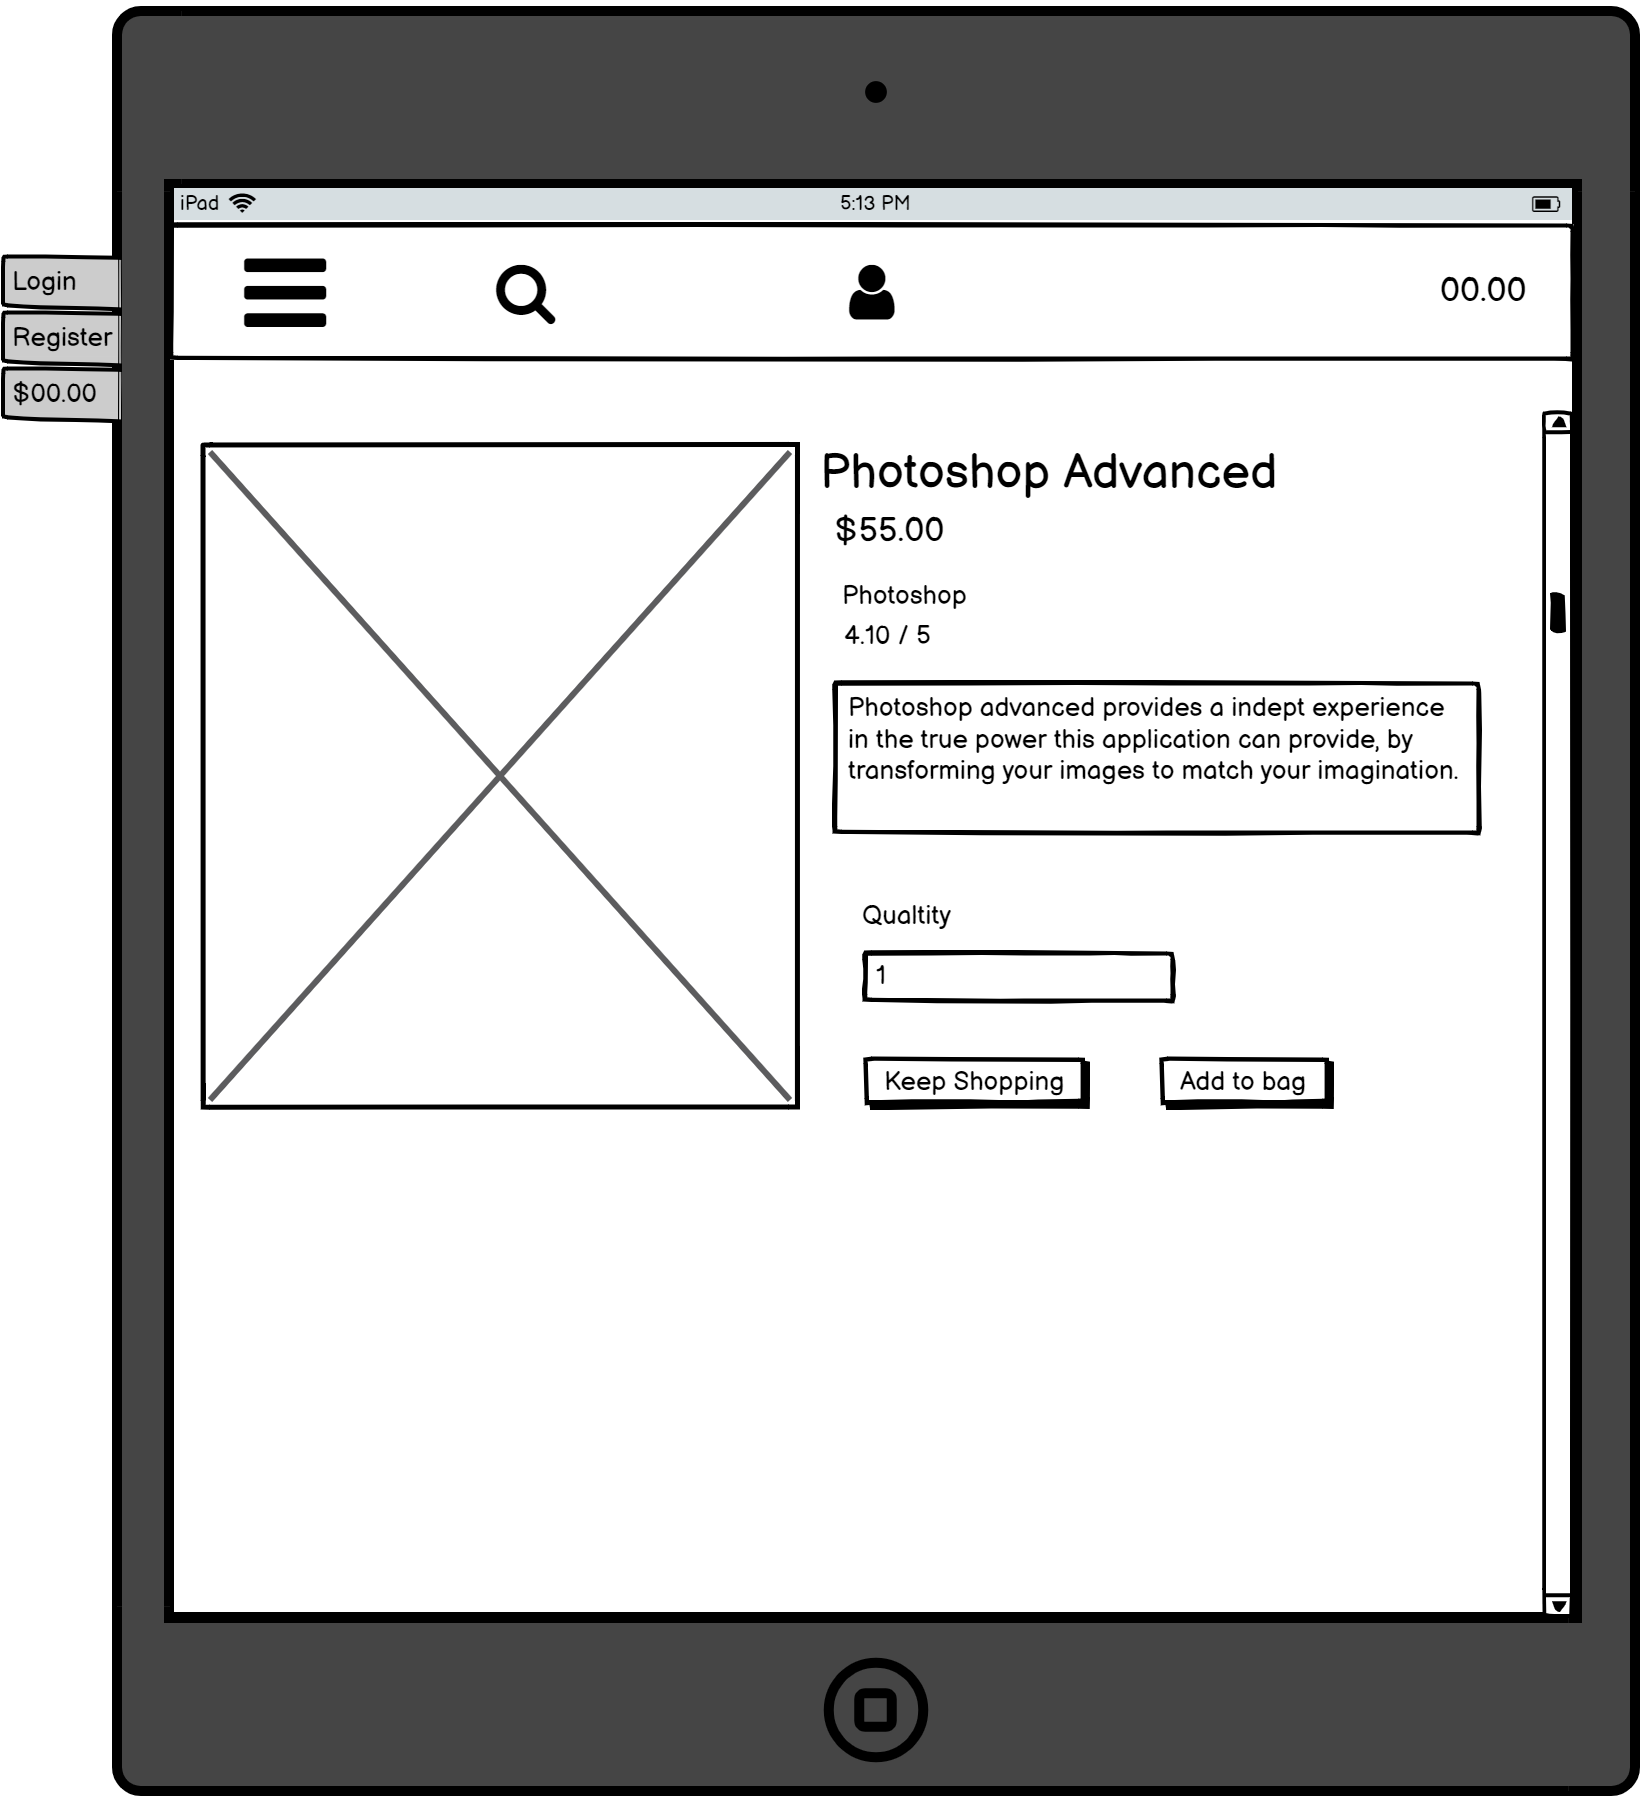 iPad
5:13 PM
Login
Register
$00.00
00.00
Photoshop Advanced
$55.00
Photoshop
4.10 / 5
Photoshop advanced provides a indept experience
in the true power this application can provide, by
transforming your images to match your imagination.
Qualtity
1
Keep Shopping
Add to bag